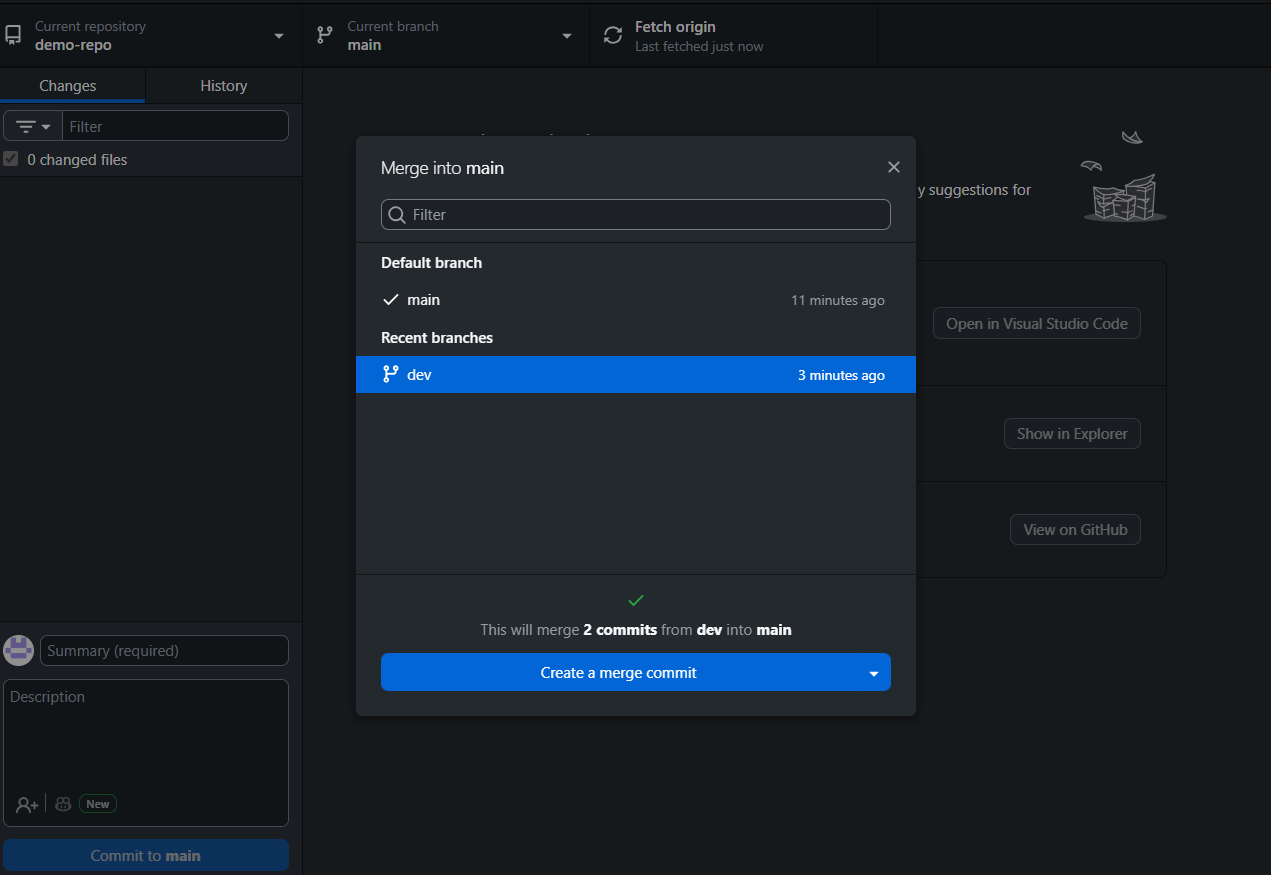 Current repository
demo-repo
Current branch
main
Fetch origin
Last fetched just now
Changes
History
Filter
0 changed files
Merge into main
Filter
Default branch
main 11 minutes ago
Recent branches
dev 3 minutes ago
This will merge 2 commits from dev into main
Create a merge commit
y suggestions for
Open in Visual Studio Code
Show in Explorer
View on GitHub
Summary (required)
Description
New
Commit to main